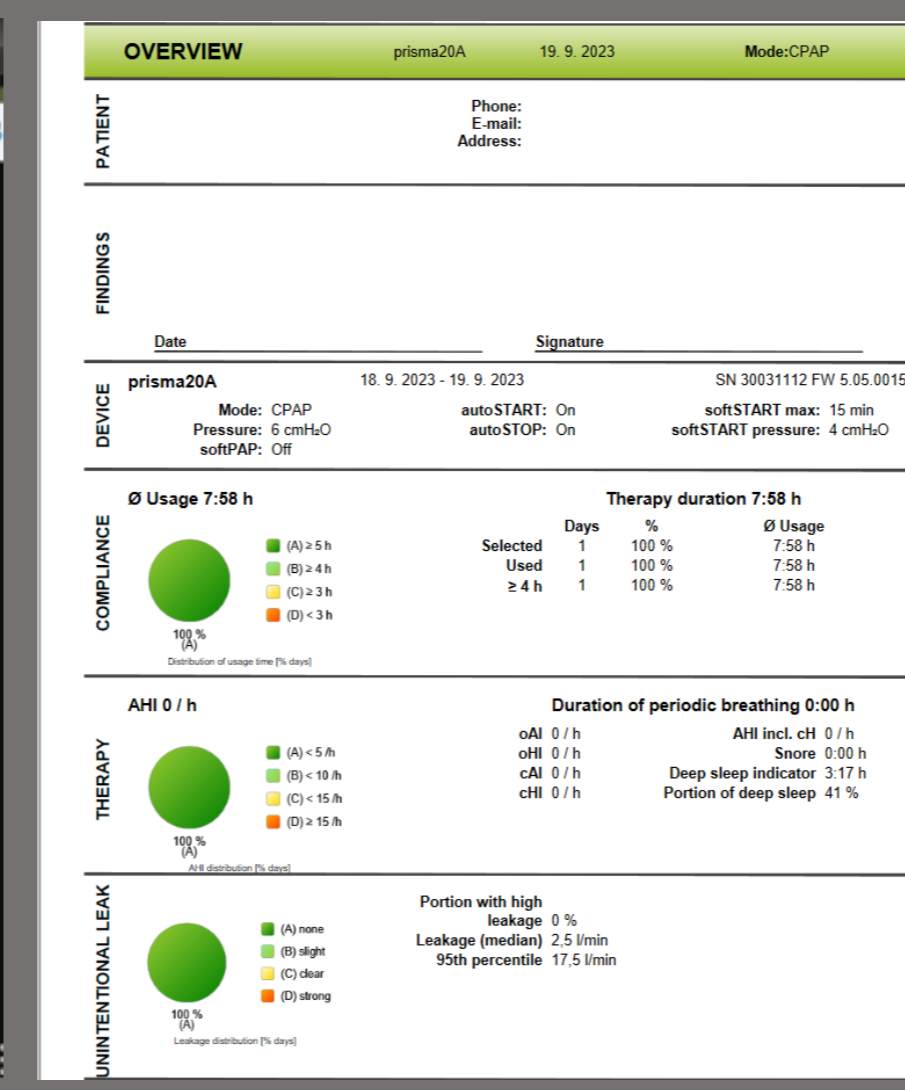 OVERVIEW prisma20A 19. 9. 2023 Mode:CPAP
PATIENT
Phone:
E-mail:
Address:
FINDINGS
Date Signature
DEVICE
prisma20A 18. 9. 2023 - 19. 9. 2023 SN 30031112 FW 5.05.0015
Mode: CPAP autoSTART: On softSTART max: 15 min
Pressure: 6 cmH₂O autoSTOP: On softSTART pressure: 4 cmH₂O
softPAP: Off
COMPLIANCE
Ø Usage 7:58 h Therapy duration 7:58 h
Days % Ø Usage
(A) ≥ 5 h Selected 1 100 % 7:58 h
(B) ≥ 4 h Used 1 100 % 7:58 h
(C) ≥ 3 h ≥ 4 h 1 100 % 7:58 h
(D) < 3 h
100 %
(A)
Distribution of usage time [% days]
THERAPY
AHI 0 / h Duration of periodic breathing 0:00 h
oAI 0 / h AHI incl. cH 0 / h
(A) < 5 /h oHI 0 / h Snore 0:00 h
(B) < 10 /h cAI 0 / h Deep sleep indicator 3:17 h
(C) < 15 /h cHI 0 / h Portion of deep sleep 41 %
(D) ≥ 15 /h
100 %
(A)
AHI distribution [% days]
UNINTENTIONAL LEAK
Portion with high
leakage 0 %
(A) none Leakage (median) 2,5 l/min
(B) slight 95th percentile 17,5 l/min
(C) clear
(D) strong
100 %
(A)
Leakage distribution [% days]